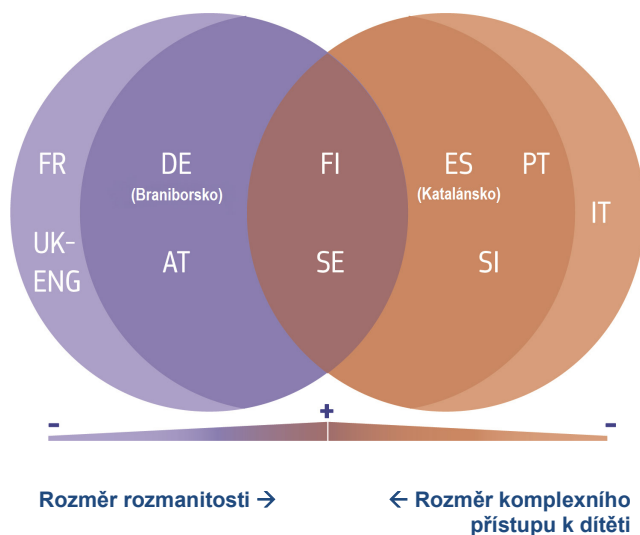 FR
DE
(Braniborsko)
FI
ES
(Katalánsko)
PT
IT
UK-
ENG
AT
SE
SI
- + -
Rozměr rozmanitosti →
← Rozměr komplexního
přístupu k dítěti